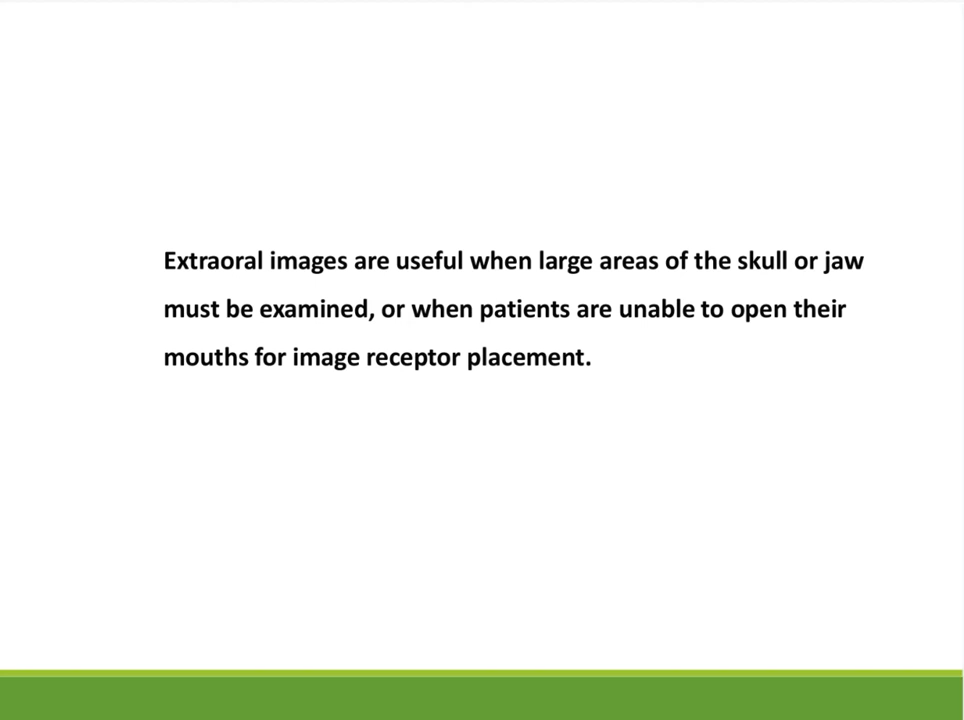 Extraoral images are useful when large areas of the skull or jaw
must be examined, or when patients are unable to open their
mouths for image receptor placement.